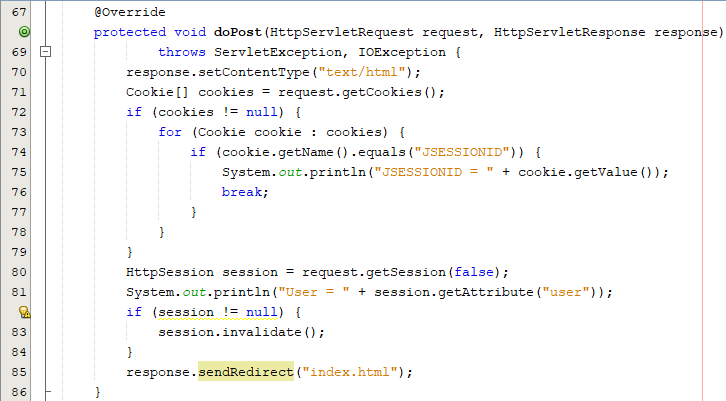 67 @Override
protected void doPost(HttpServletRequest request, HttpServletResponse response)
69 throws ServletException, IOException {
70 response.setContentType("text/html");
71 Cookie[] cookies = request.getCookies();
72 if (cookies != null) {
73 for (Cookie cookie : cookies) {
74 if (cookie.getName().equals("JSESSIONID")) {
75 System.out.println("JSESSIONID = " + cookie.getValue());
76 break;
77 }
78 }
79 }
80 HttpSession session = request.getSession(false);
81 System.out.println("User = " + session.getAttribute("user"));
if (session != null) {
83 session.invalidate();
84 }
85 response.sendRedirect("index.html");
86 }